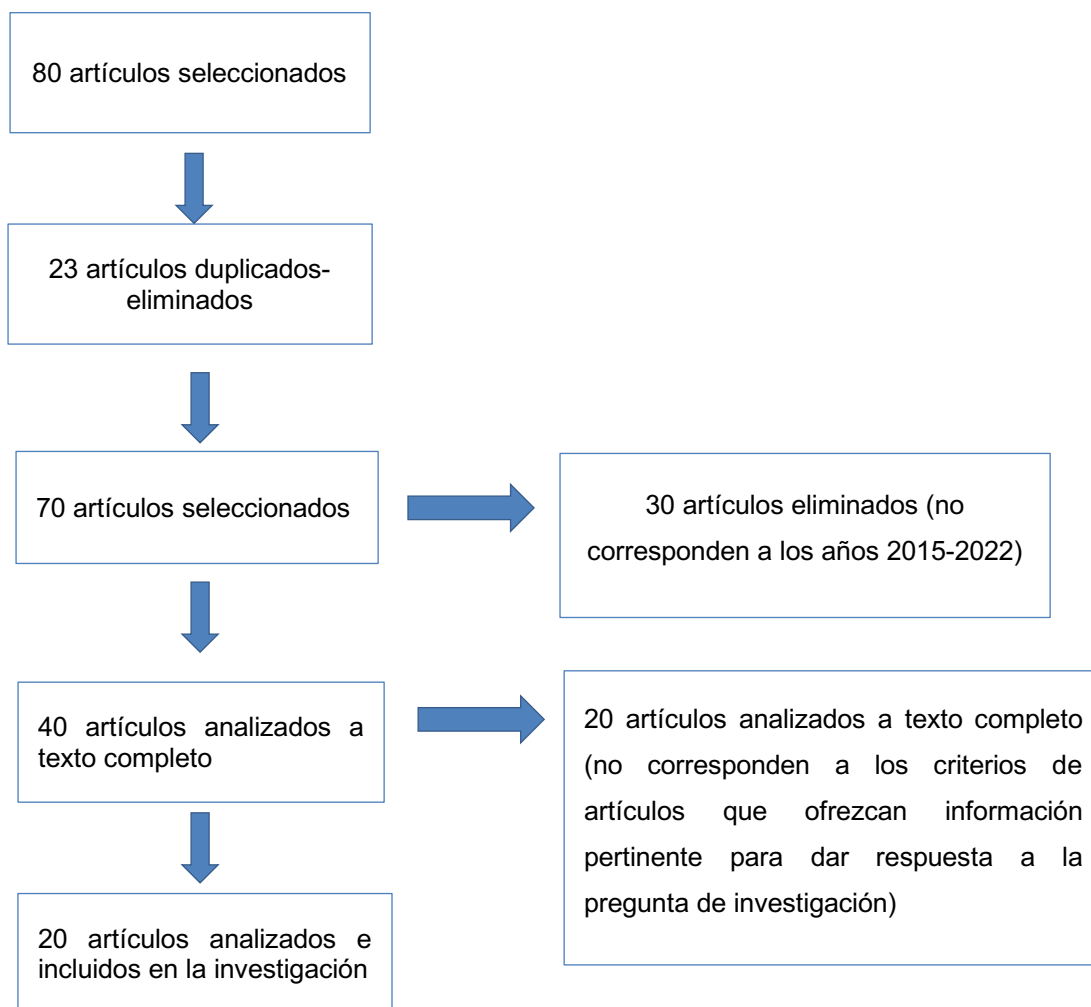 80 artículos seleccionados
23 artículos duplicados-
eliminados
70 artículos seleccionados
30 artículos eliminados (no
corresponden a los años 2015-2022)
40 artículos analizados a
texto completo
20 artículos analizados a texto completo
(no corresponden a los criterios de
artículos que ofrezcan información
pertinente para dar respuesta a la
pregunta de investigación)
20 artículos analizados e
incluidos en la investigación